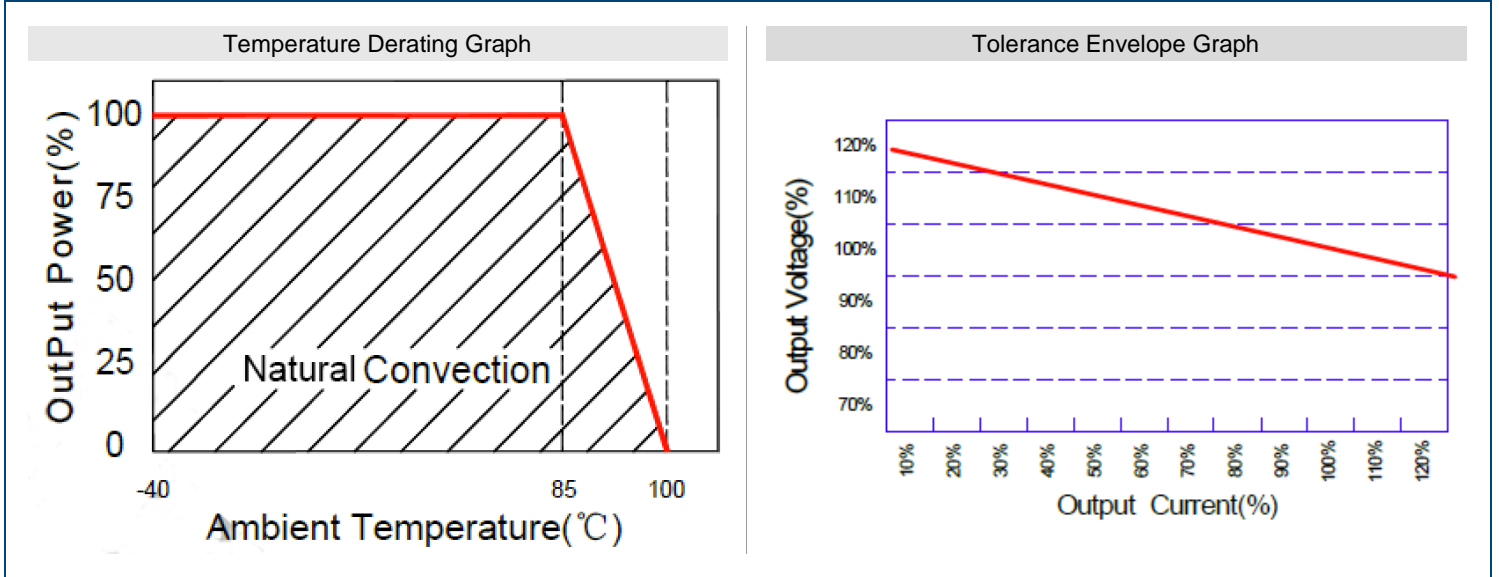 Temperature Derating Graph
OutPut Power(%)
100
75
50
25
0
Natural Convection
-40 85 100
Ambient Temperature(℃)
Tolerance Envelope Graph
Output Voltage(%)
120%
110%
100%
90%
80%
70%
10% 20% 30% 40% 50% 60% 70% 80% 90% 100% 110% 120%
Output Current(%)